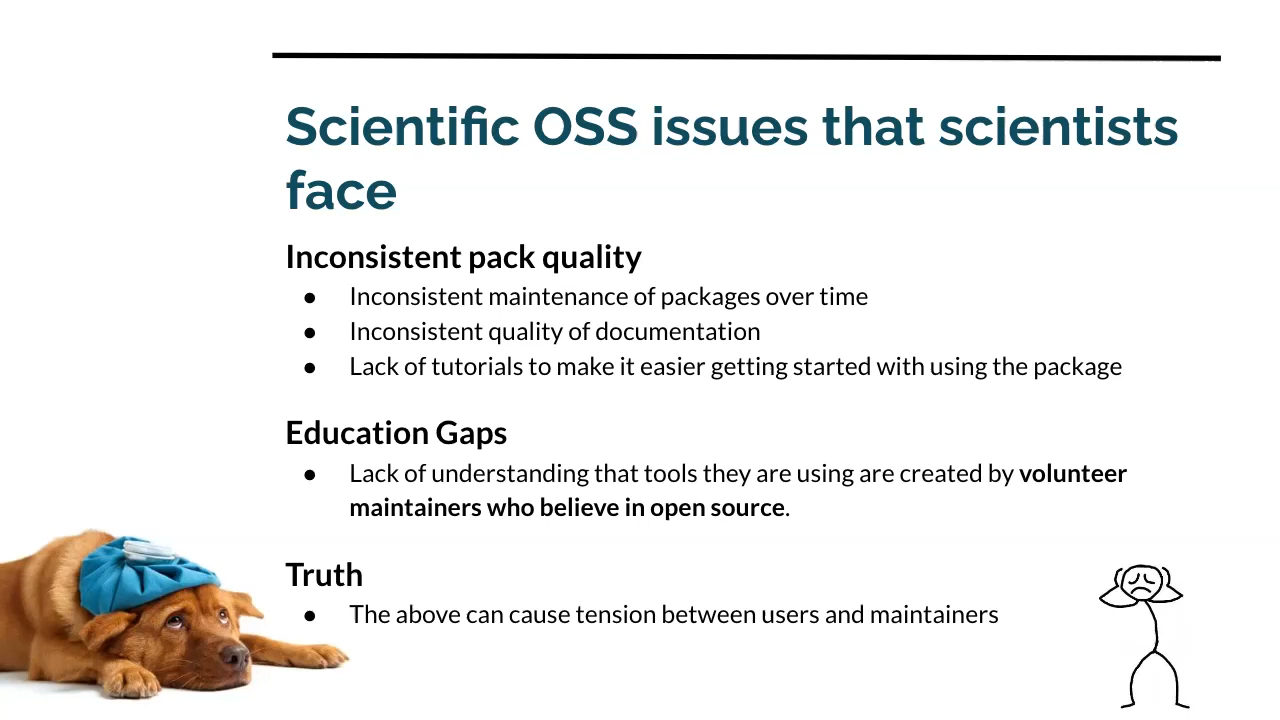 Scientific OSS issues that scientists
face
Inconsistent pack quality
● Inconsistent maintenance of packages over time
● Inconsistent quality of documentation
● Lack of tutorials to make it easier getting started with using the package
Education Gaps
● Lack of understanding that tools they are using are created by volunteer
maintainers who believe in open source.
Truth
● The above can cause tension between users and maintainers